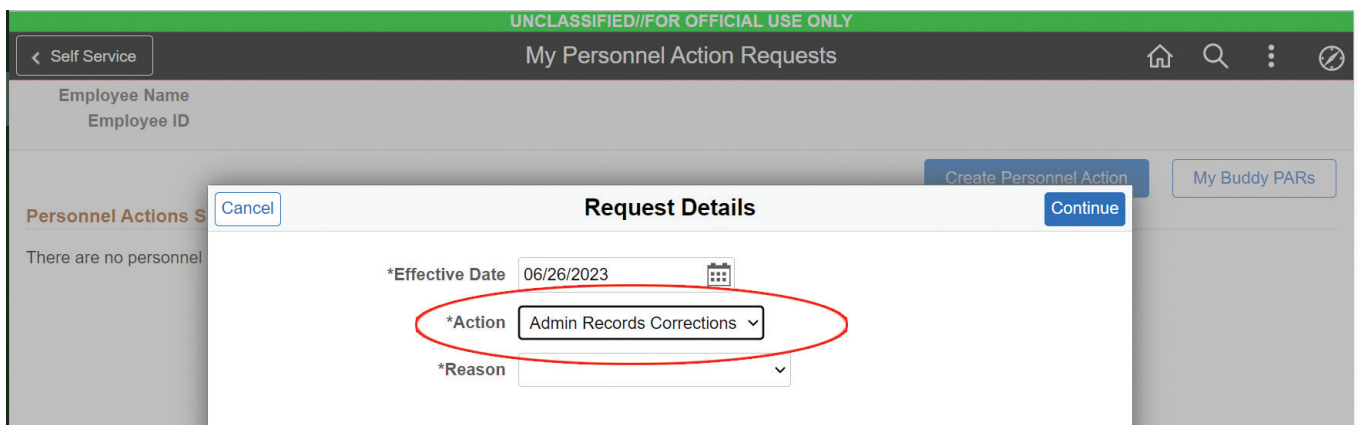 UNCLASSIFIED//FOR OFFICIAL USE ONLY
Self Service
My Personnel Action Requests
Employee Name
Employee ID
Create Personnel Action
My Buddy PARs
Personnel Actions S
Cancel
Request Details
Continue
There are no personnel
*Effective Date 06/26/2023
*Action Admin Records Corrections
*Reason